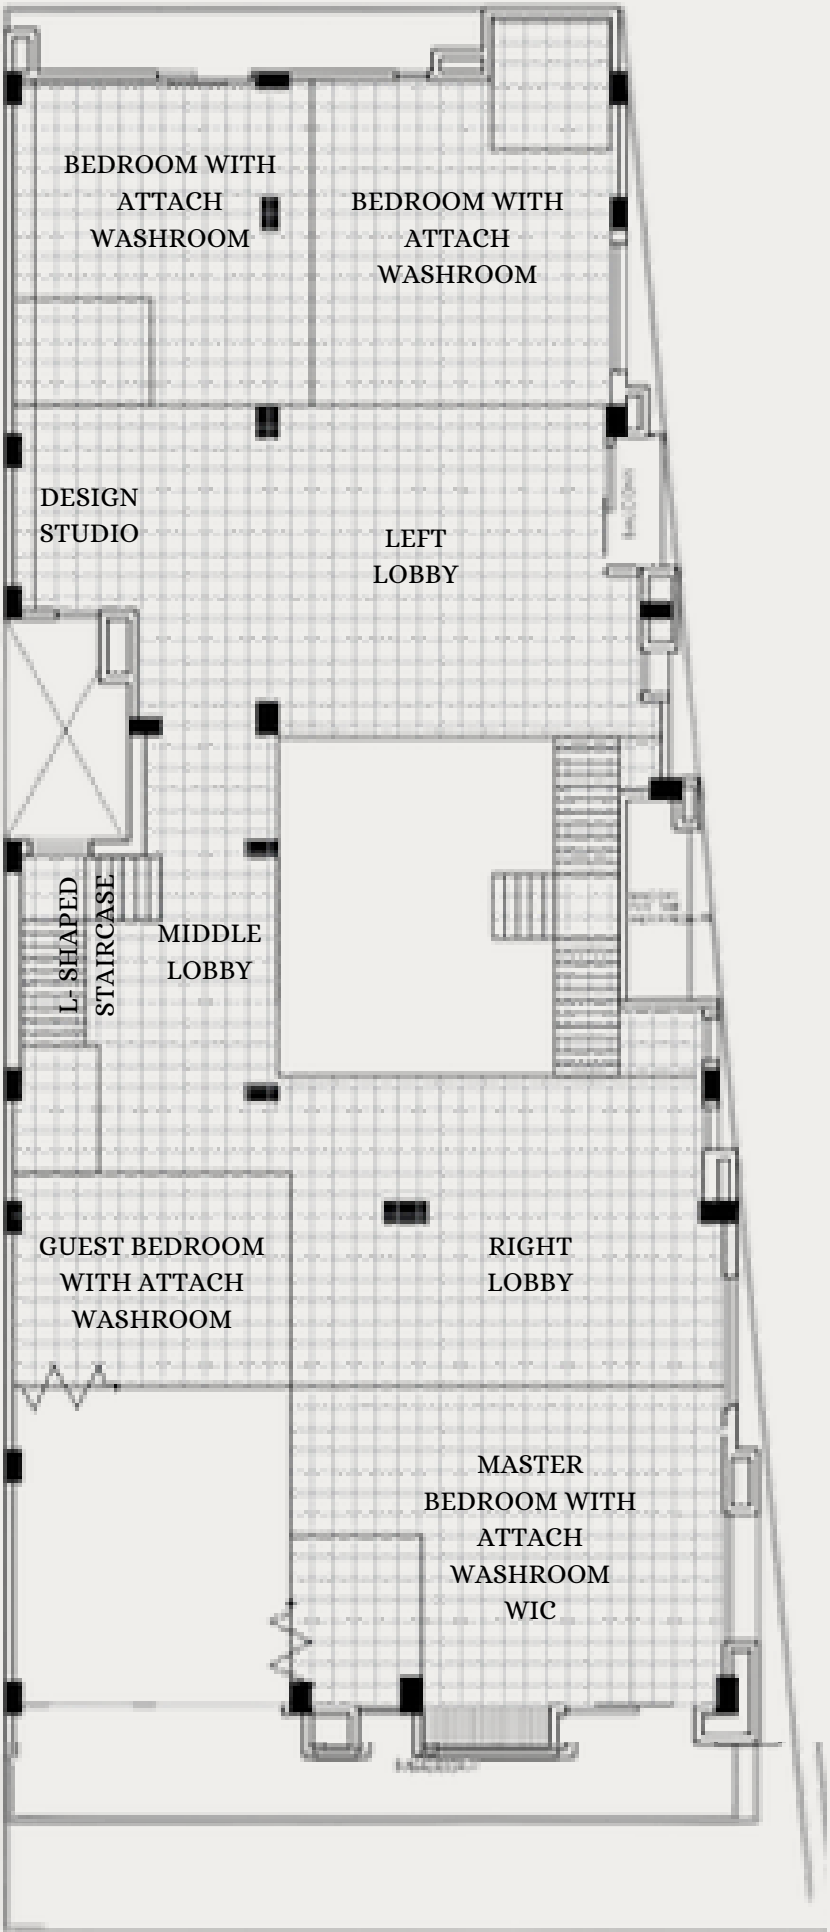 BEDROOM WITH
ATTACH
WASHROOM
BEDROOM WITH
ATTACH
WASHROOM
DESIGN
STUDIO
LEFT
LOBBY
BALCONY
L- SHAPED
STAIRCASE
MIDDLE
LOBBY
GUEST BEDROOM
WITH ATTACH
WASHROOM
RIGHT
LOBBY
MASTER
BEDROOM WITH
ATTACH
WASHROOM
WIC